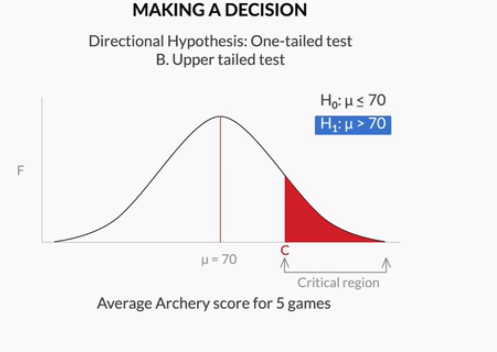 MAKING A DECISION
Directional Hypothesis: One-tailed test
B. Upper tailed test
H₀: μ ≤ 70
H₁: μ > 70
F
C
μ = 70
Critical region
Average Archery score for 5 games